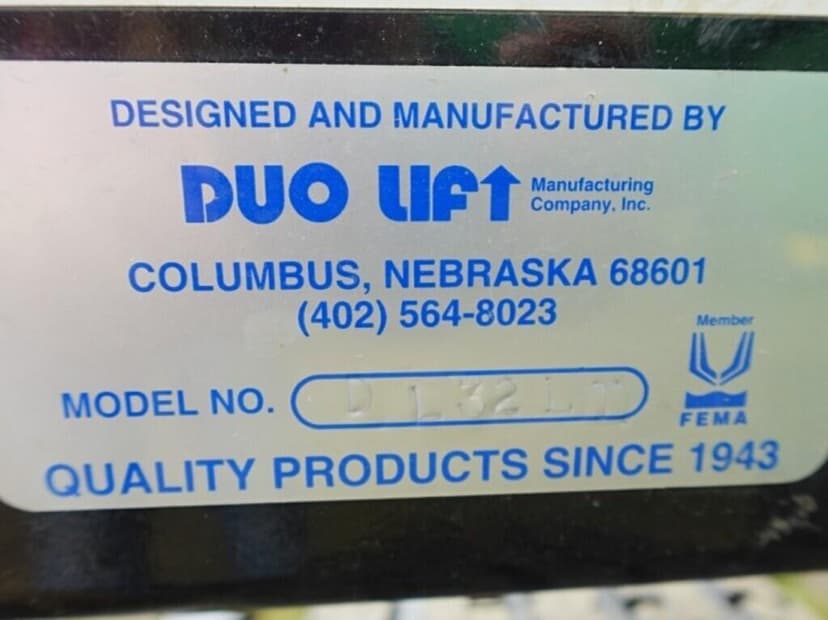 DESIGNED AND MANUFACTURED BY
DUO LIFT Manufacturing
Company, Inc.
COLUMBUS, NEBRASKA 68601
(402) 564-8023
Member
MODEL NO. DL32LT
FEMA
QUALITY PRODUCTS SINCE 1943